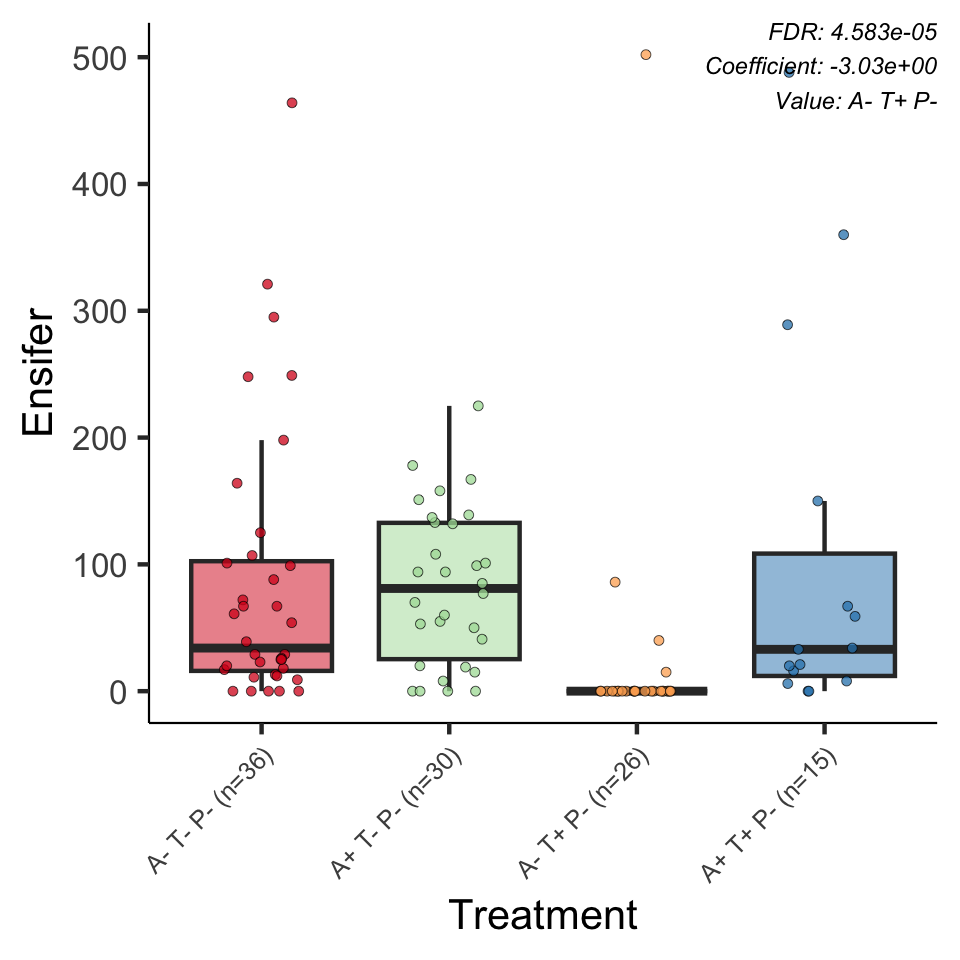 FDR: 4.583e-05
Coefficient: -3.03e+00
Value: A- T+ P-
500
400
300
200
100
0
Ensifer
A- T- P- (n=36)
A+ T- P- (n=30)
A- T+ P- (n=26)
A+ T+ P- (n=15)
Treatment